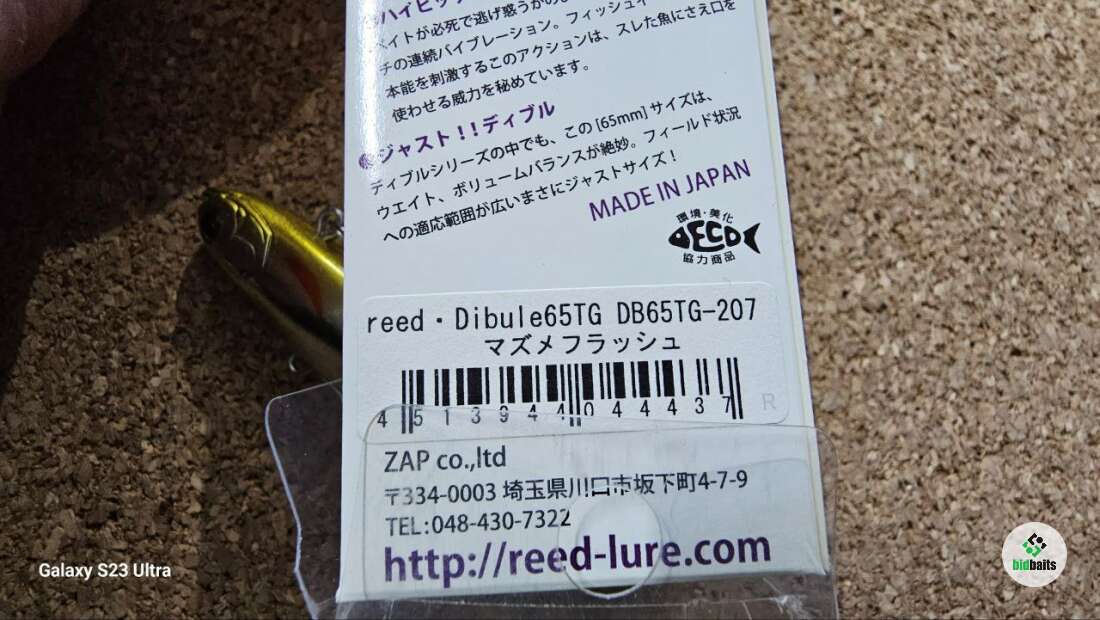 ハイピッ
ベイトが必死で逃げ惑うかの
チの連続バイブレーション。フィッシュイ
本能を刺激するこのアクションは、スレた魚にさえ口を
使わせる威力を秘めています。
ジャスト！！ディブル
ディブルシリーズの中でも、この[65mm]サイズは、
ウエイト、ボリュームバランスが絶妙。フィールド状況
への適応範囲が広いまさにジャストサイズ！
MADE IN JAPAN
環境・美化
ECO
協力商品
reed・Dibule65TG DB65TG-207
マズメフラッシュ
4 513944 044437
R
ZAP co.,ltd
〒334-0003 埼玉県川口市坂下町4-7-9
TEL:048-430-7322
http://reed-lure.com
Galaxy S23 Ultra
bidbaits